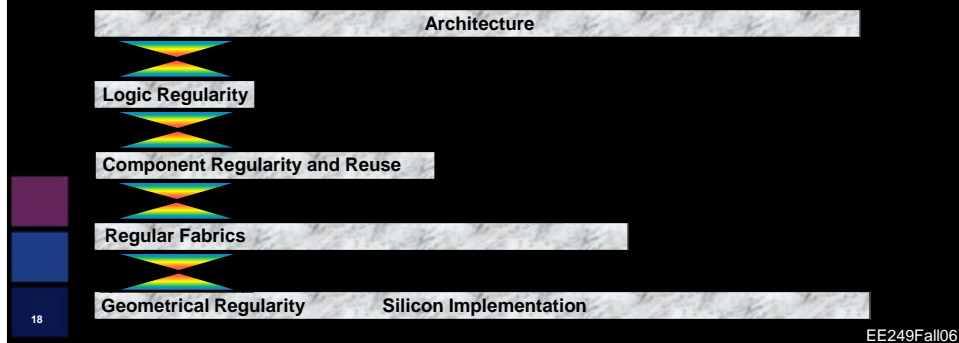 Architecture
Logic Regularity
Component Regularity and Reuse
Regular Fabrics
Geometrical Regularity Silicon Implementation
18
EE249Fall06